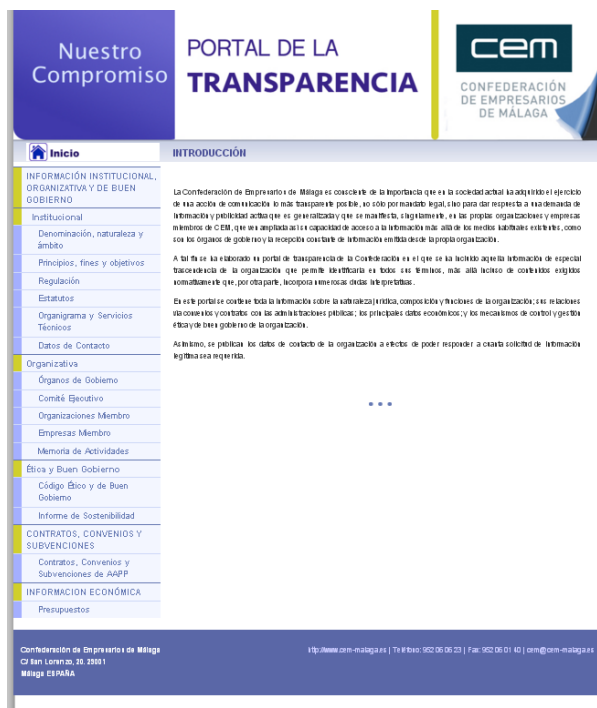 Nuestro
Compromiso
PORTAL DE LA
TRANSPARENCIA
cem
CONFEDERACIÓN
DE EMPRESARIOS
DE MÁLAGA
Inicio
INTRODUCCIÓN
INFORMACIÓN INSTITUCIONAL,
ORGANIZATIVA Y DE BUEN
GOBIERNO
Institucional
Denominación, naturaleza y
ámbito
Principios, fines y objetivos
Regulación
Estatutos
Organigrama y Servicios
Técnicos
Datos de Contacto
Organizativa
Órganos de Gobierno
Comité Ejecutivo
Organizaciones Miembro
Empresas Miembro
Memoria de Actividades
Ética y Buen Gobierno
Código Ético y de Buen
Gobierno
Informe de Sostenibilidad
CONTRATOS, CONVENIOS Y
SUBVENCIONES
Contratos, Convenios y
Subvenciones de AAPP
INFORMACION ECONÓMICA
Presupuestos
La Confederación de Empresarios de Málaga es consciente de la importancia que en la sociedad actual ha adquirido el ejercicio
de una acción de comunicación lo más transparente posible, no sólo por mandato legal, sino para dar respuesta a una demanda de
información y publicidad activa que es generalizada y que se manifiesta, singularmente, en las propias organizaciones y empresas
miembros de CEM, que ven ampliada así su capacidad de acceso a la información más allá de los medios habituales existentes, como
son los órganos de gobierno y la recepción constante de información emitida desde la propia organización.
A tal fin se ha elaborado un portal de transparencia de la Confederación en el que se ha incluido aquella información de especial
trascendencia de la organización que permite identificarla en todos sus términos, más allá incluso de contenidos exigidos
normativamente que, por otra parte, incorpora numerosas dudas interpretativas.
En este portal se contiene toda la información sobre la naturaleza jurídica, composición y funciones de la organización; sus relaciones
vía convenios y contratos con las administraciones públicas; los principales datos económicos; y los mecanismos de control y gestión
ética y de buen gobierno de la organización.
Asimismo, se publican los datos de contacto de la organización a efectos de poder responder a cuanta solicitud de información
legítima sea requerida.
Confederación de Empresarios de Málaga
C/ San Lorenzo, 20. 29001
Málaga ESPAÑA
http://www.cem-malaga.es | Teléfono: 952 06 06 23 | Fax: 952 06 01 40 | cem@cem-malaga.es